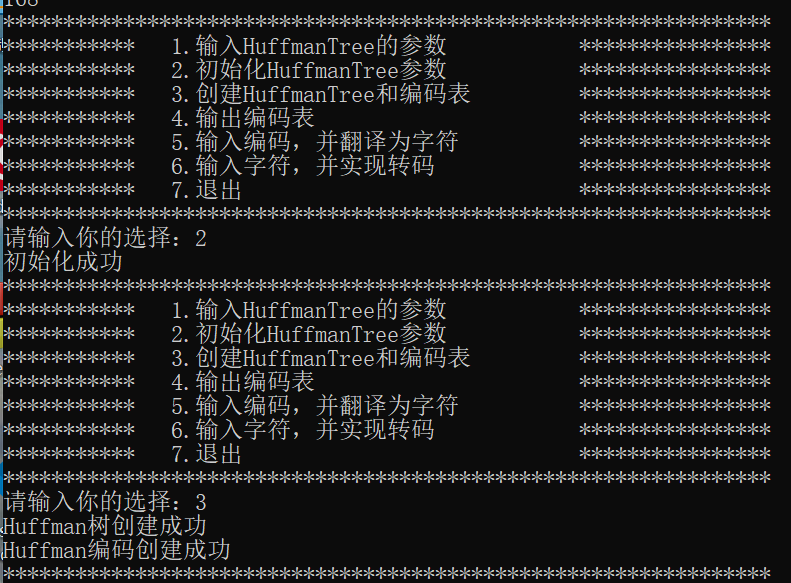 ****************************************************************
***********   1.输入HuffmanTree的参数           ****************
***********   2.初始化HuffmanTree参数           ****************
***********   3.创建HuffmanTree和编码表         ****************
***********   4.输出编码表                      ****************
***********   5.输入编码，并翻译为字符          ****************
***********   6.输入字符，并实现转码            ****************
***********   7.退出                            ****************
****************************************************************
请输入你的选择：2
初始化成功
****************************************************************
***********   1.输入HuffmanTree的参数           ****************
***********   2.初始化HuffmanTree参数           ****************
***********   3.创建HuffmanTree和编码表         ****************
***********   4.输出编码表                      ****************
***********   5.输入编码，并翻译为字符          ****************
***********   6.输入字符，并实现转码            ****************
***********   7.退出                            ****************
****************************************************************
请输入你的选择：3
Huffman树创建成功
Huffman编码创建成功
****************************************************************